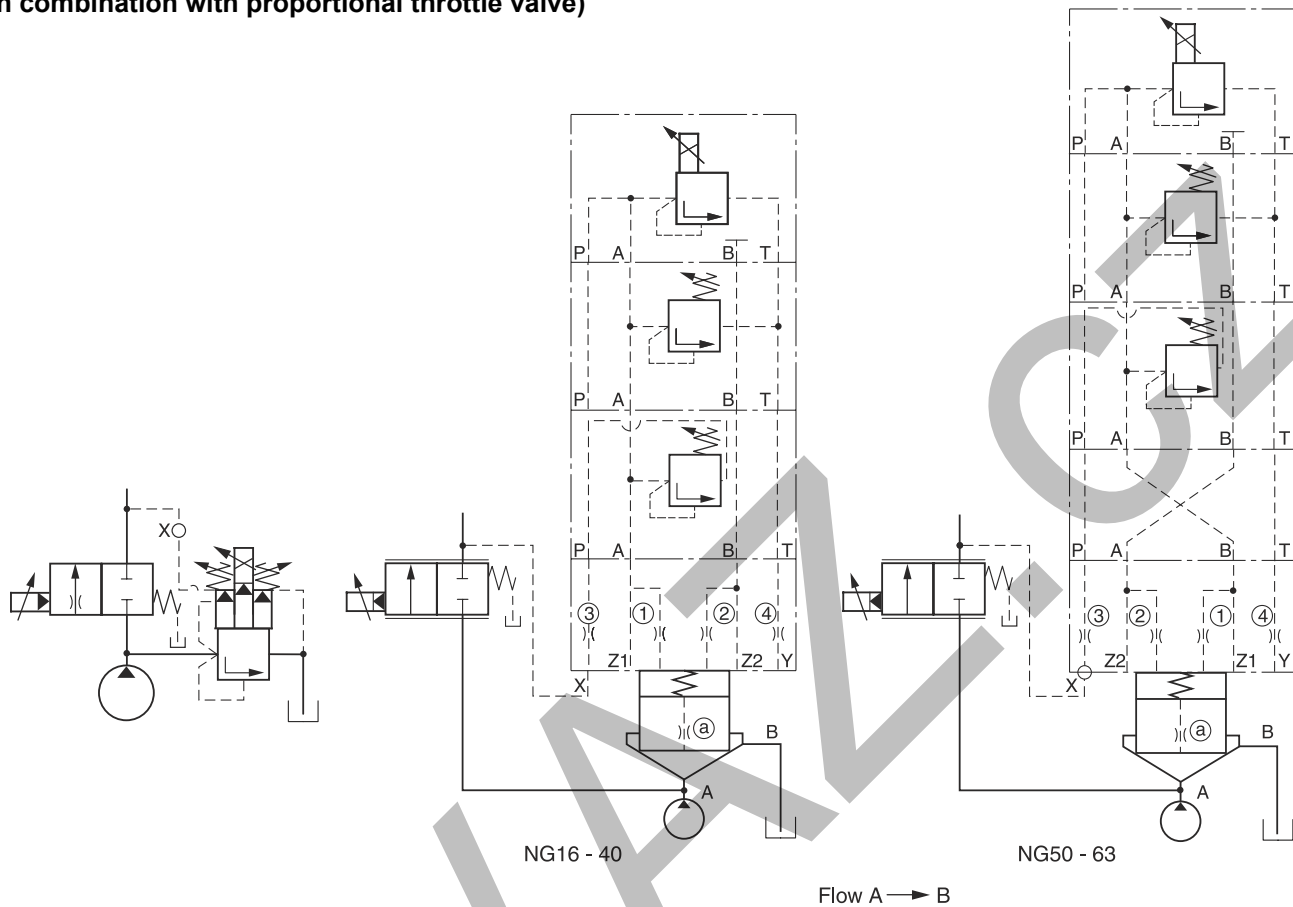 n combination with proportional throttle valve)
P A B T
P A B T
P A B T
P A B T
P A B T
P A B T
P A B T
X
③ ① ② ④
Z1 Z2 Y
X
ⓐ
B
A
NG16 - 40
③ ② ① ④
Z2 Z1 Y
X
ⓐ
B
A
NG50 - 63
Flow A B